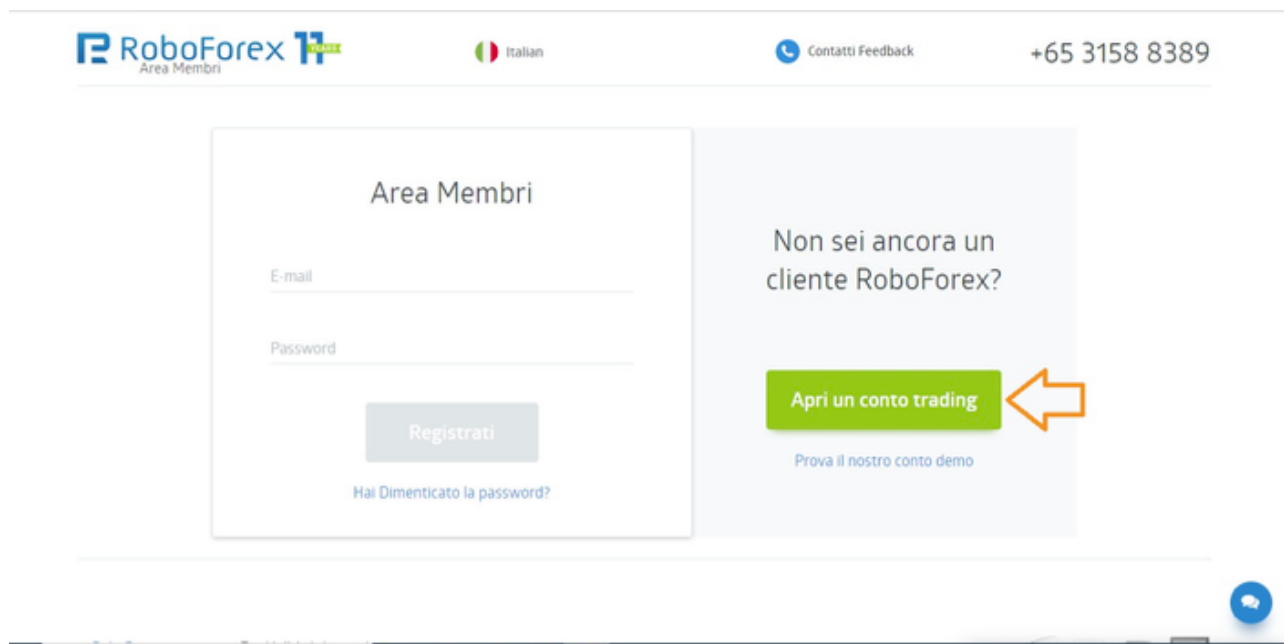 RoboForex 11 YEARS
Area Membri
Italian
Contatti Feedback
+65 3158 8389
Area Membri
E-mail
Password
Registrati
Hai Dimenticato la password?
Non sei ancora un
cliente RoboForex?
Apri un conto trading
Prova il nostro conto demo